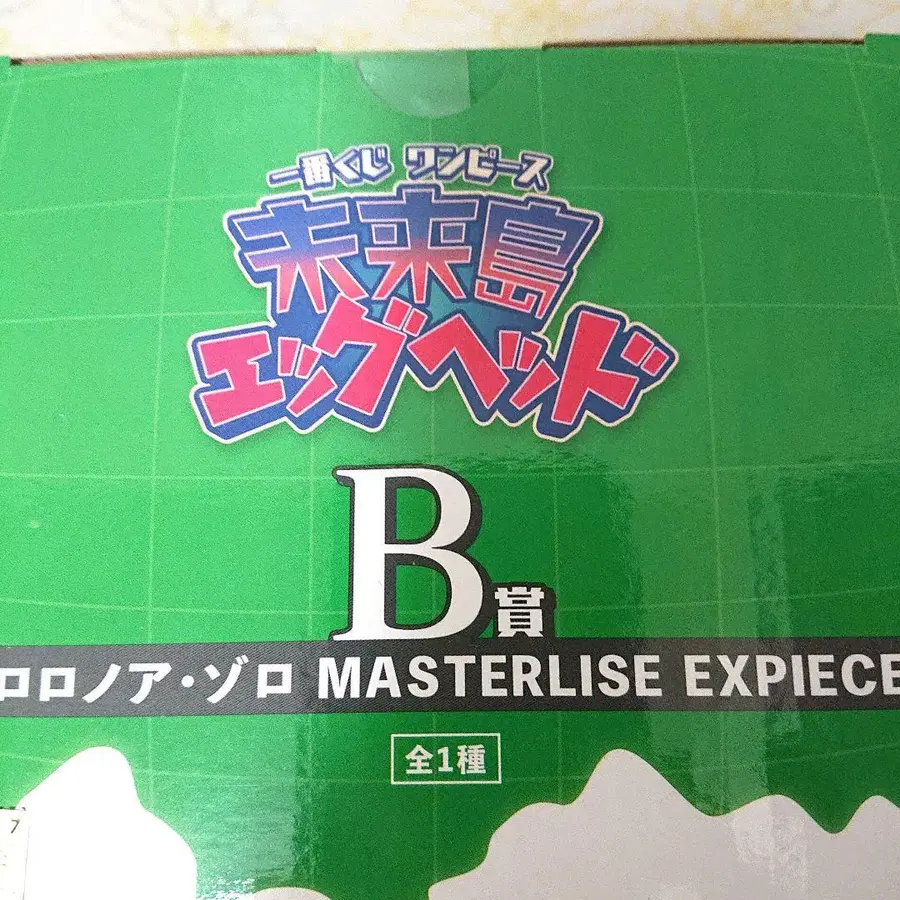 一番くじ ワンピース
未来島
エッグヘッド
B賞
ロロノア・ゾロ MASTERLISE EXPIECE
全1種
7